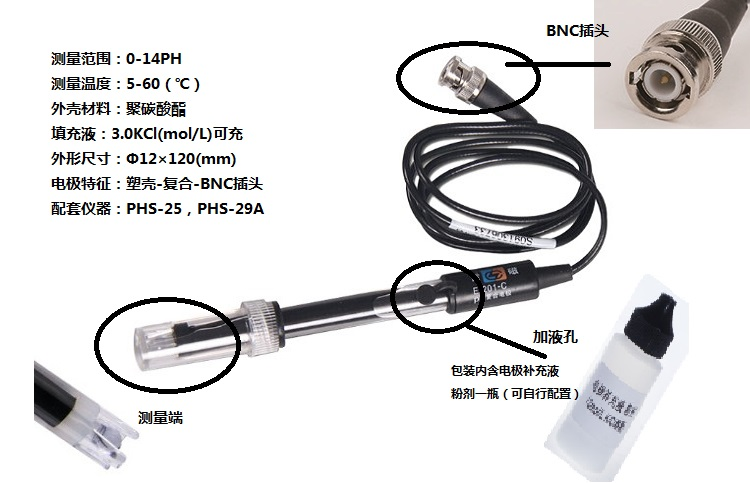 测量范围：0-14PH
测量温度：5-60（℃）
外壳材料：聚碳酸酯
填充液：3.0KCl(mol/L)可充
外形尺寸：Φ12×120(mm)
电极特征：塑壳-复合-BNC插头
配套仪器：PHS-25，PHS-29A
BNC插头
201-C
加液孔
包装内含电极补充液
粉剂一瓶（可自行配置）
测量端